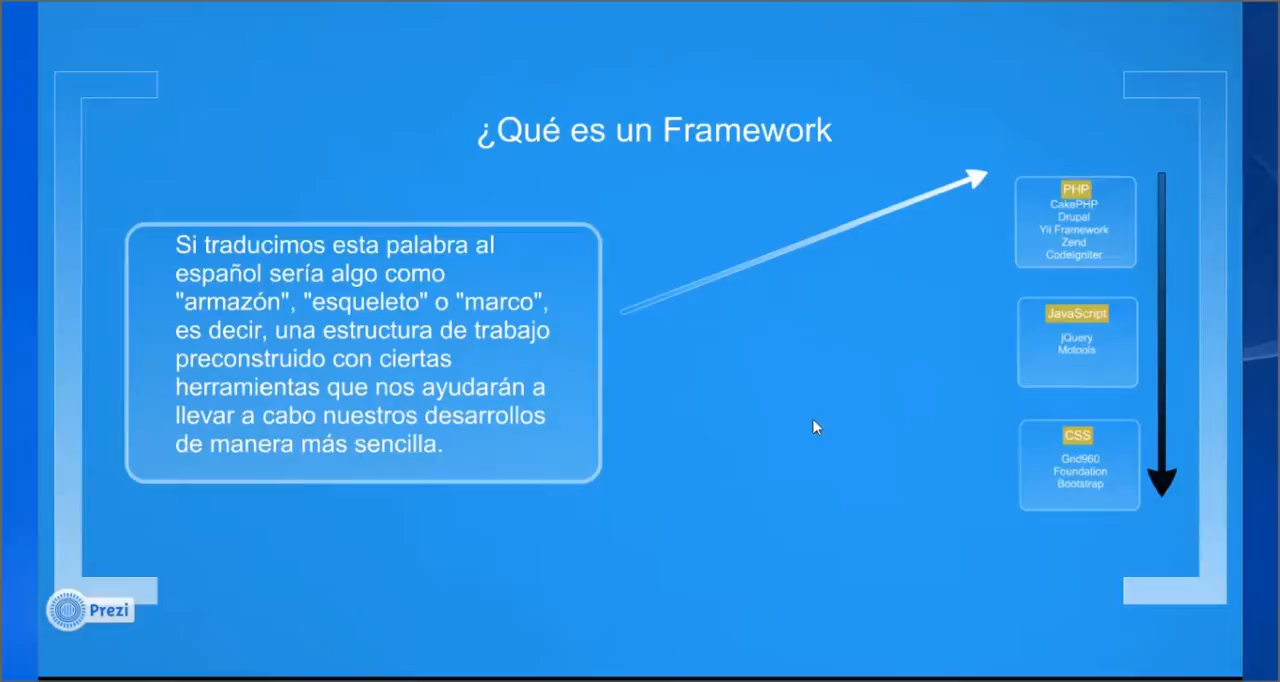 ¿Qué es un Framework
Si traducimos esta palabra al
español sería algo como
"armazón", "esqueleto" o "marco",
es decir, una estructura de trabajo
preconstruido con ciertas
herramientas que nos ayudarán a
llevar a cabo nuestros desarrollos
de manera más sencilla.
PHP
CakePHP
Drupal
Yii Framework
Zend
Codeigniter
JavaScript
jQuery
Motools
CSS
Grid960
Foundation
Bootstrap
Prezi